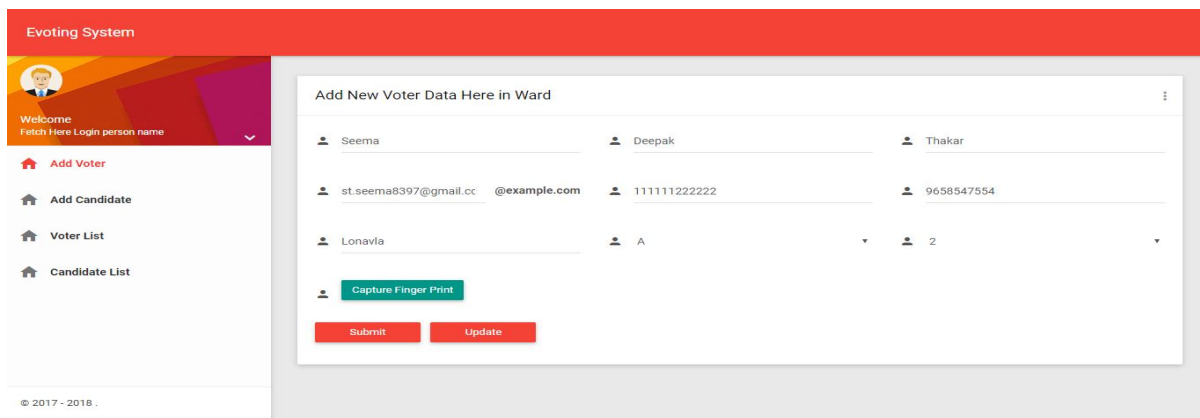 Evoting System
Welcome
Fetch Here Login person name
Add Voter
Add Candidate
Voter List
Candidate List
© 2017 - 2018 .
Add New Voter Data Here in Ward
Seema Deepak Thakar
st.seema8397@gmail.cc @example.com 111111222222 9658547554
Lonavla A 2
Capture Finger Print
Submit Update